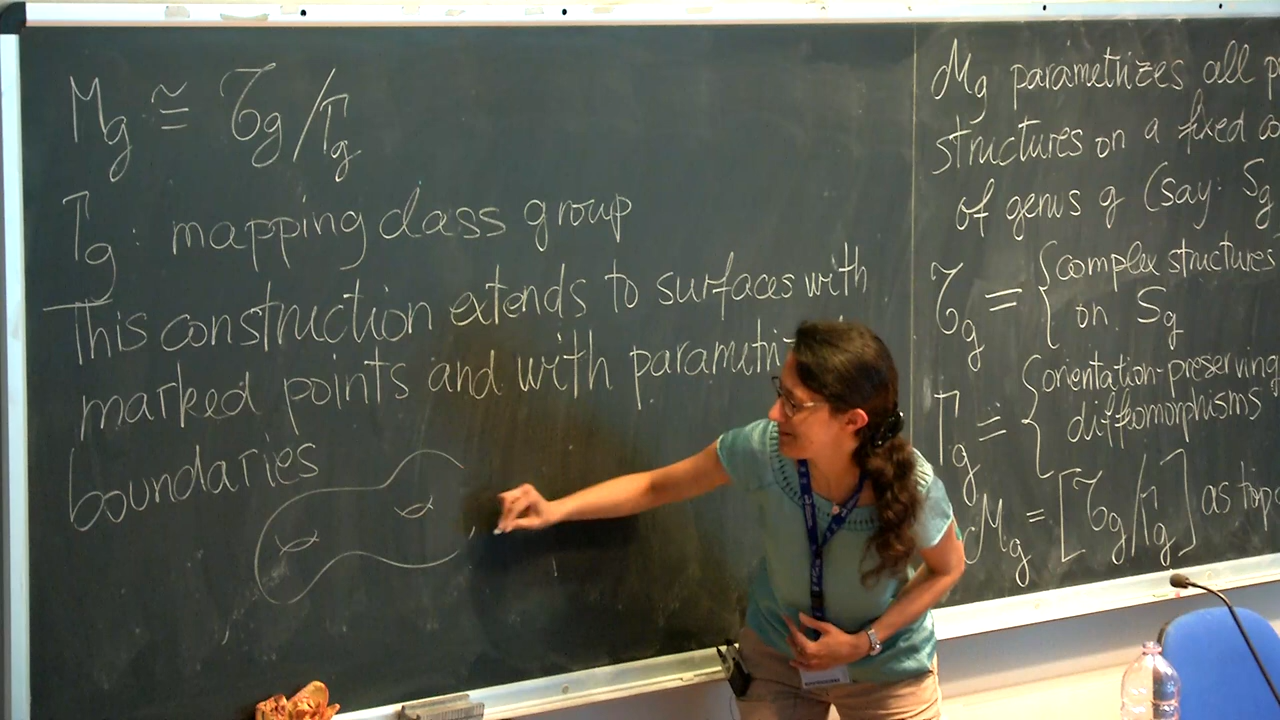 M_g ≅ 𝒯_g / Γ_g
Γ_g : mapping class group
This construction extends to surfaces with
marked points and with
boundaries
ℳ_g parametrizes all
structures on a fixed
of genus g (say: S_g
𝒯_g = { complex structures
on S_g
Γ_g = { orientation-preserving
diffeomorphisms
ℳ_g = [𝒯_g / Γ_g] as